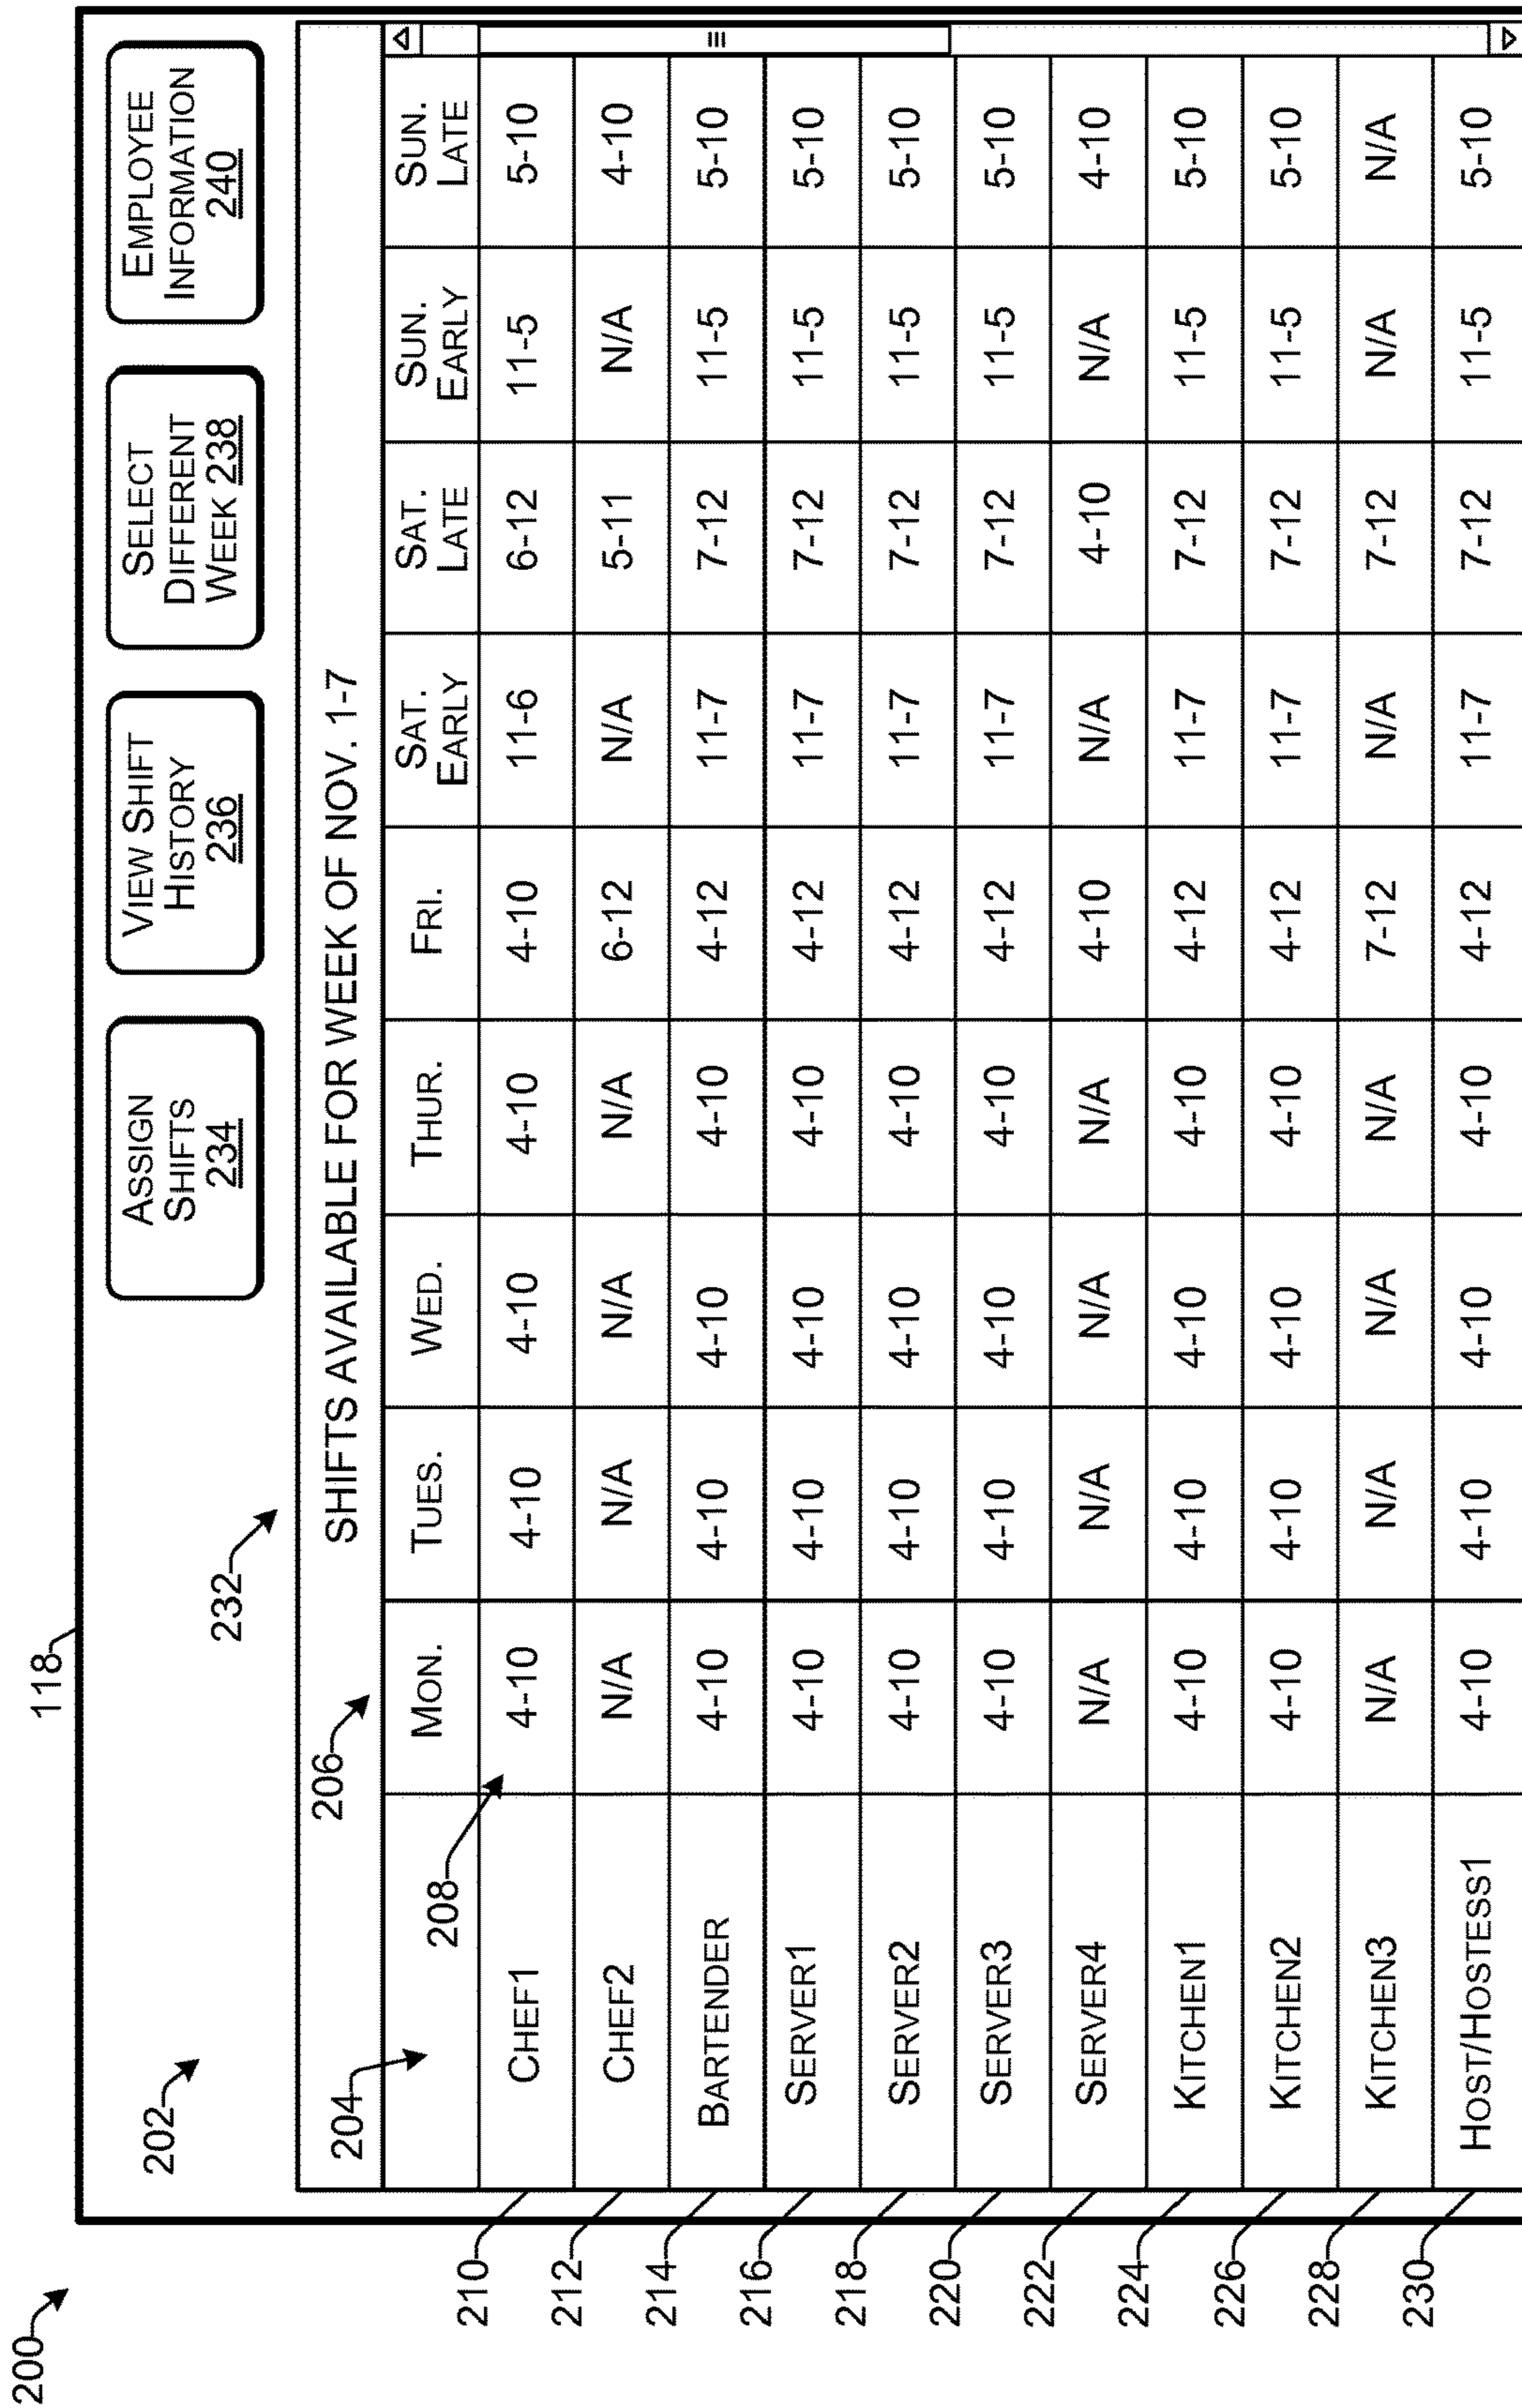 200
118
202
ASSIGN
SHIFTS
234
VIEW SHIFT
HISTORY
236
SELECT
DIFFERENT
WEEK 238
EMPLOYEE
INFORMATION
240
232
SHIFTS AVAILABLE FOR WEEK OF NOV. 1-7
204
206
MON. TUES. WED. THUR. FRI. SAT. EARLY SAT. LATE SUN. EARLY SUN. LATE
208
210 CHEF1 4-10 4-10 4-10 4-10 4-10 11-6 6-12 11-5 5-10
212 CHEF2 N/A N/A N/A N/A 6-12 N/A 5-11 N/A 4-10
214 BARTENDER 4-10 4-10 4-10 4-10 4-12 11-7 7-12 11-5 5-10
216 SERVER1 4-10 4-10 4-10 4-10 4-12 11-7 7-12 11-5 5-10
218 SERVER2 4-10 4-10 4-10 4-10 4-12 11-7 7-12 11-5 5-10
220 SERVER3 4-10 4-10 4-10 4-10 4-12 11-7 7-12 11-5 5-10
222 SERVER4 N/A N/A N/A N/A 4-10 N/A 4-10 N/A 4-10
224 KITCHEN1 4-10 4-10 4-10 4-10 4-12 11-7 7-12 11-5 5-10
226 KITCHEN2 4-10 4-10 4-10 4-10 4-12 11-7 7-12 11-5 5-10
228 KITCHEN3 N/A N/A N/A N/A 7-12 N/A 7-12 N/A N/A
230 HOST/HOSTESS1 4-10 4-10 4-10 4-10 4-12 11-7 7-12 11-5 5-10